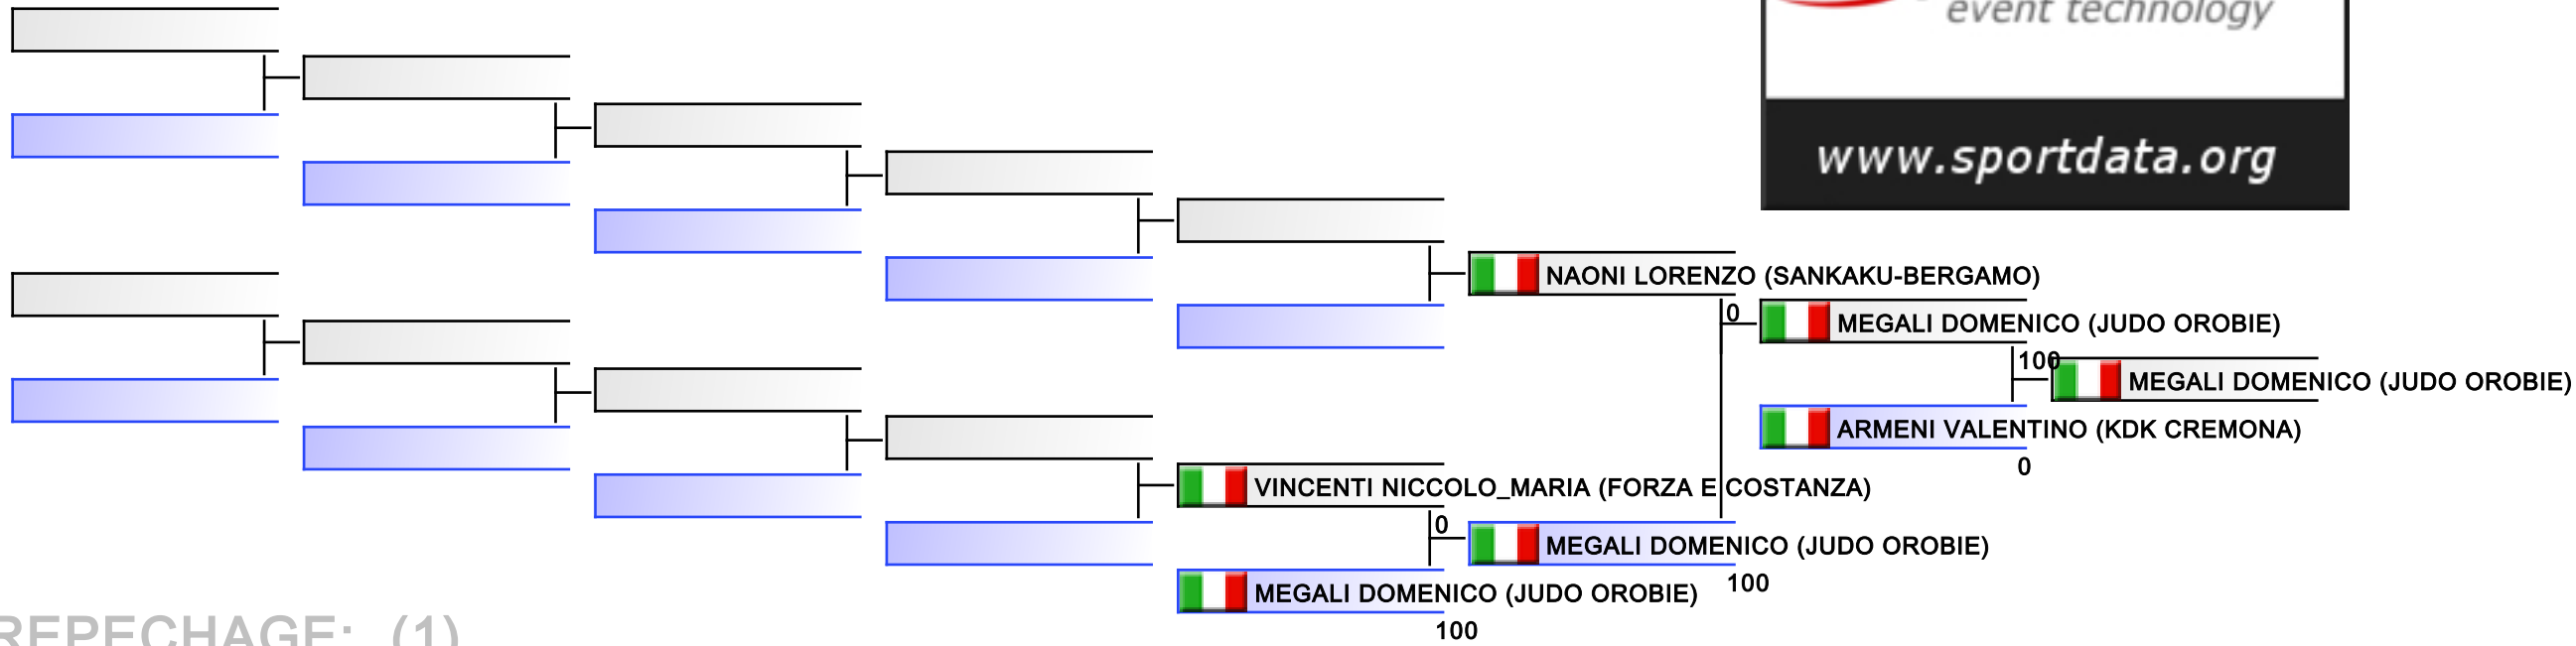 event technology
www.sportdata.org
NAONI LORENZO (SANKAKU-BERGAMO)
0
MEGALI DOMENICO (JUDO OROBIE)
100
MEGALI DOMENICO (JUDO OROBIE)
ARMENI VALENTINO (KDK CREMONA)
0
VINCENTI NICCOLO_MARIA (FORZA E COSTANZA)
0
MEGALI DOMENICO (JUDO OROBIE)
100
MEGALI DOMENICO (JUDO OROBIE)
100
REPECHAGE: (1)